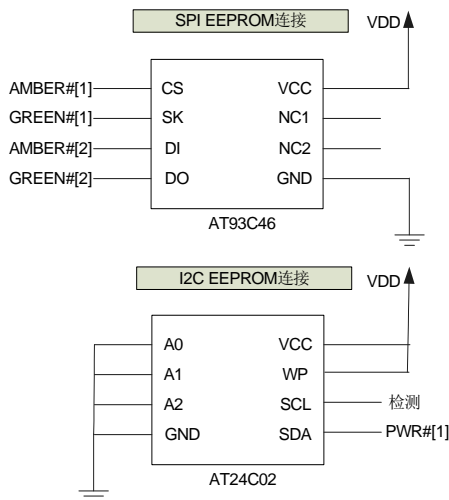 SPI EEPROM连接
VDD
AMBER#[1] CS VCC
GREEN#[1] SK NC1
AMBER#[2] DI NC2
GREEN#[2] DO GND
AT93C46
I2C EEPROM连接
VDD
A0 VCC
A1 WP
A2 SCL 检测
GND SDA PWR#[1]
AT24C02